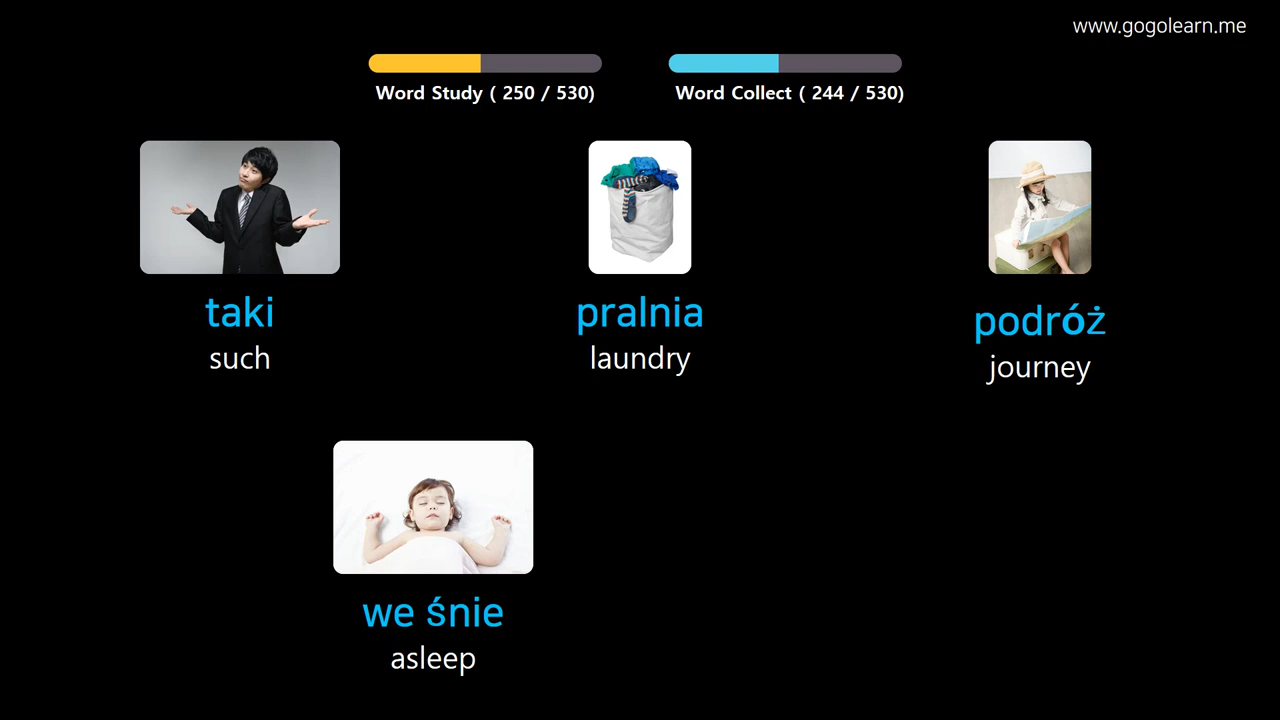 www.gogolearn.me
Word Study ( 250 / 530)
Word Collect ( 244 / 530)
taki
such
pralnia
laundry
podróż
journey
we śnie
asleep